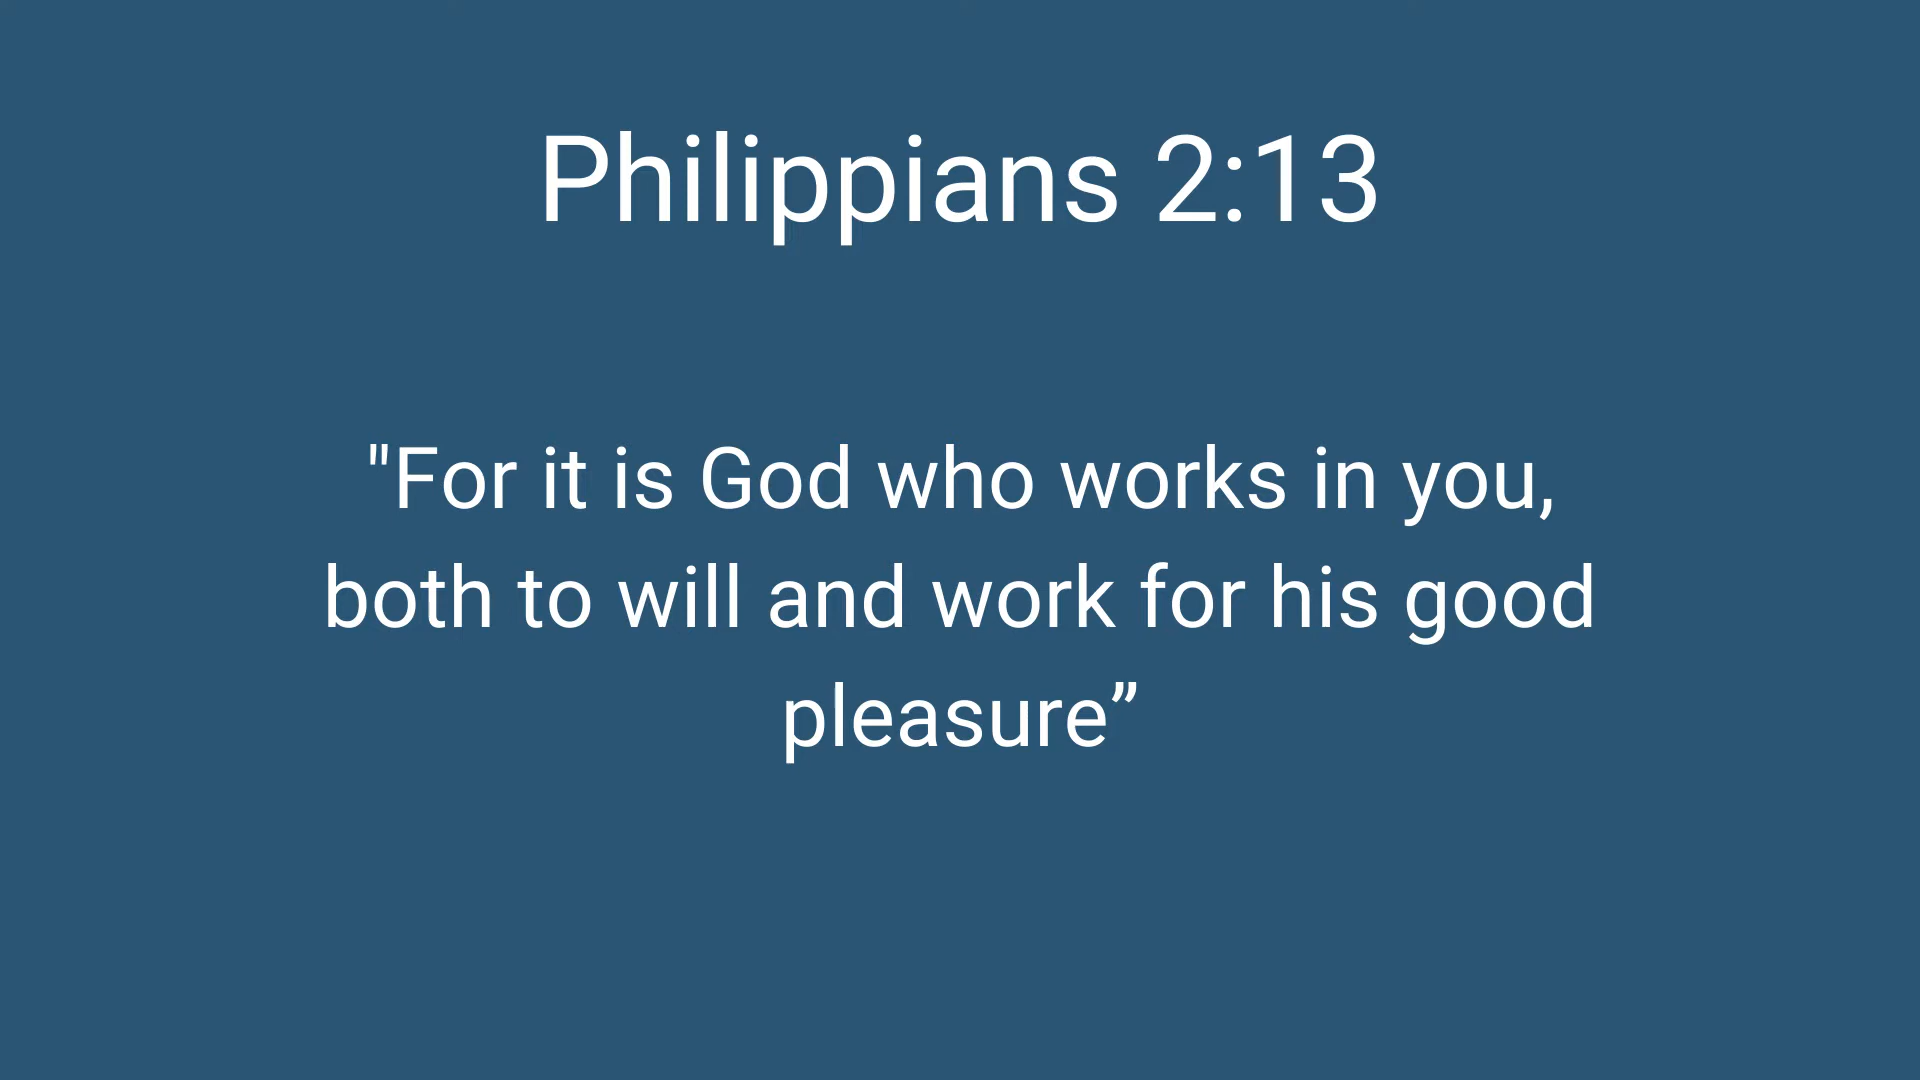 Philippians 2:13
"For it is God who works in you,
both to will and work for his good
pleasure”